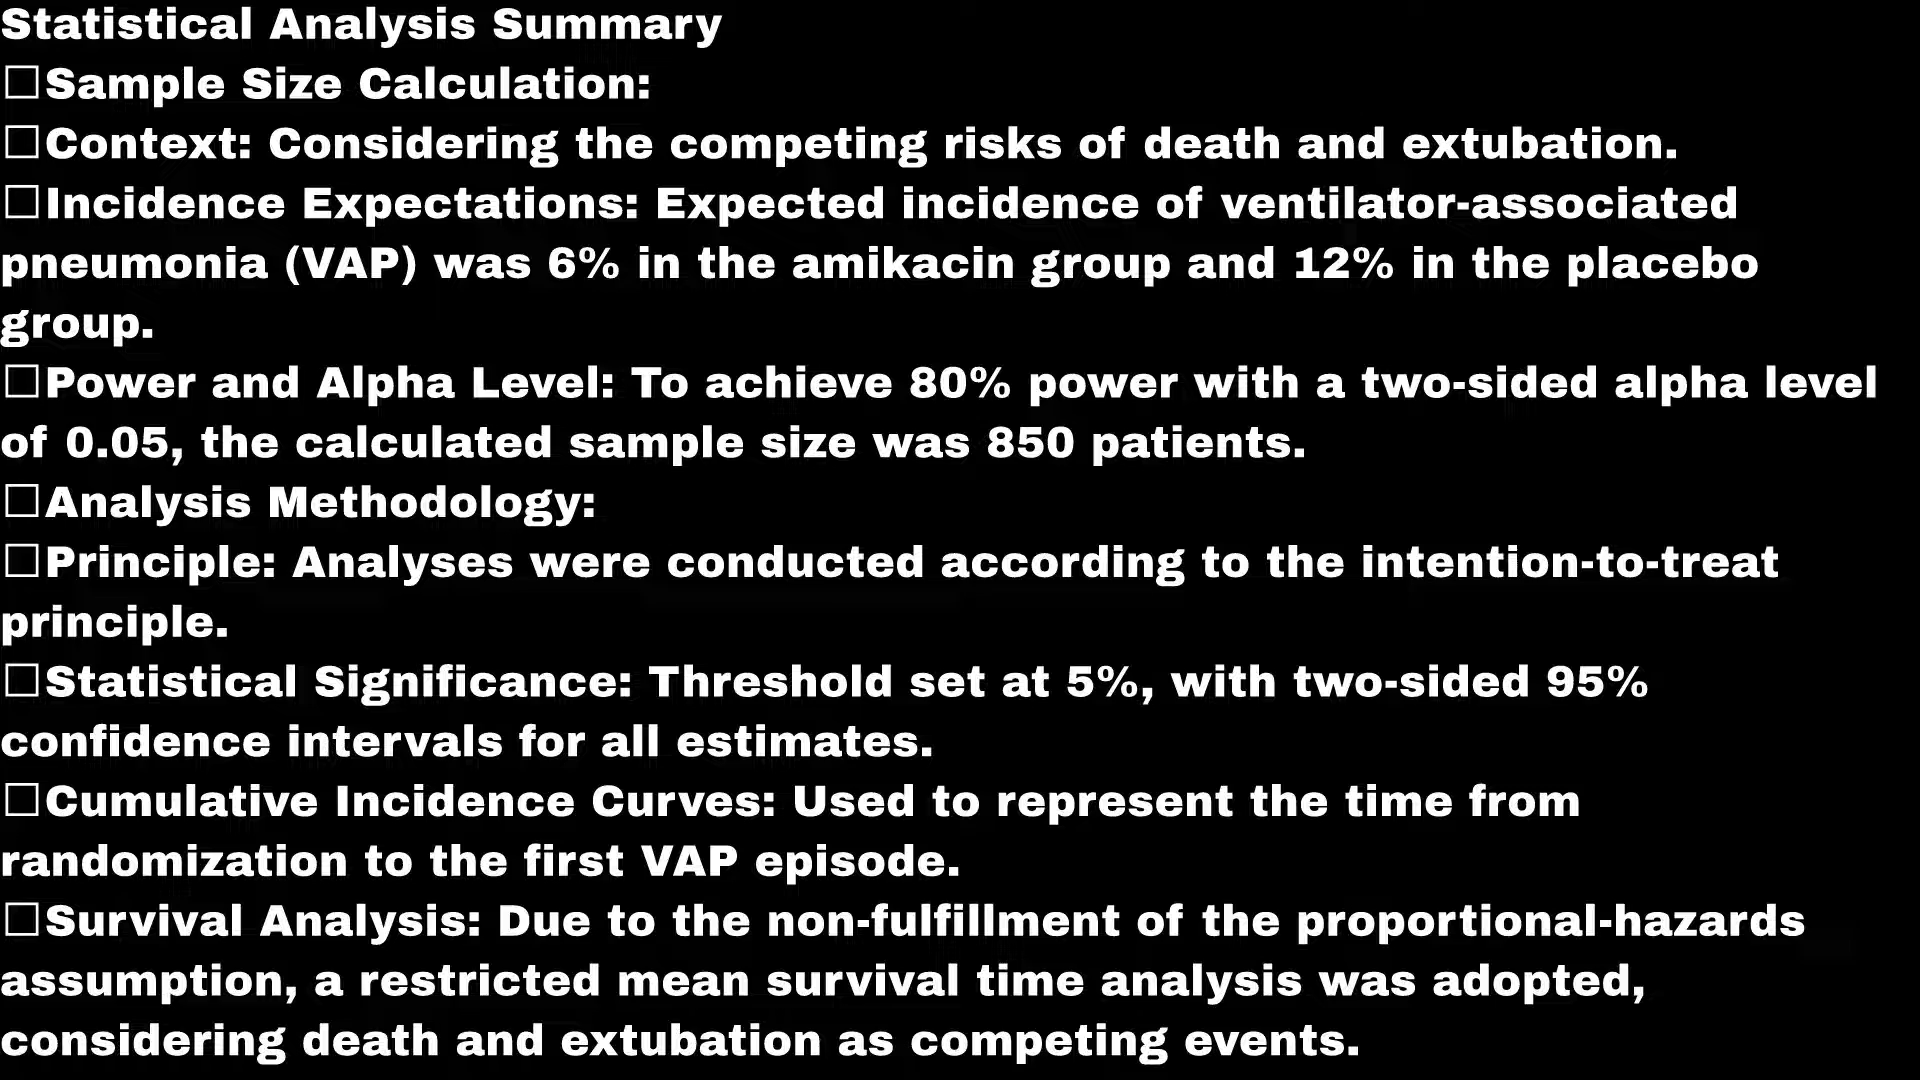 Statistical Analysis Summary
☐Sample Size Calculation:
☐Context: Considering the competing risks of death and extubation.
☐Incidence Expectations: Expected incidence of ventilator-associated
pneumonia (VAP) was 6% in the amikacin group and 12% in the placebo
group.
☐Power and Alpha Level: To achieve 80% power with a two-sided alpha level
of 0.05, the calculated sample size was 850 patients.
☐Analysis Methodology:
☐Principle: Analyses were conducted according to the intention-to-treat
principle.
☐Statistical Significance: Threshold set at 5%, with two-sided 95%
confidence intervals for all estimates.
☐Cumulative Incidence Curves: Used to represent the time from
randomization to the first VAP episode.
☐Survival Analysis: Due to the non-fulfillment of the proportional-hazards
assumption, a restricted mean survival time analysis was adopted,
considering death and extubation as competing events.